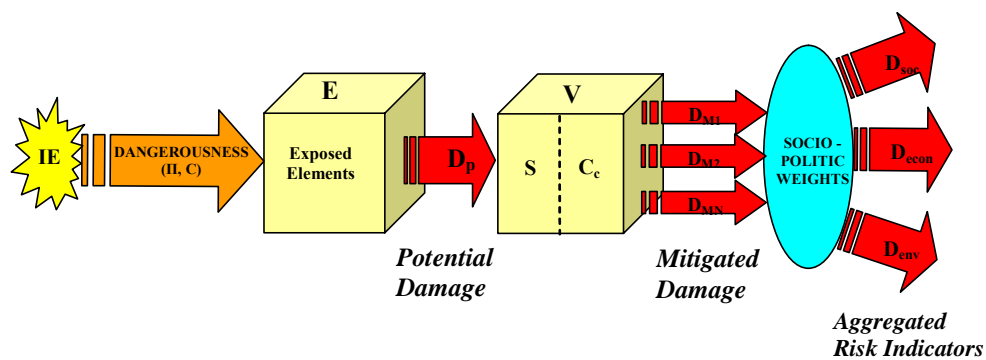 IE
DANGEROUSNESS
(Π, C)
E
Exposed
Elements
Dp
Potential
Damage
V
S
Cc
DM1
DM2
DMN
Mitigated
Damage
SOCIO -
POLITIC
WEIGHTS
Dsoc
Decon
Denv
Aggregated
Risk Indicators